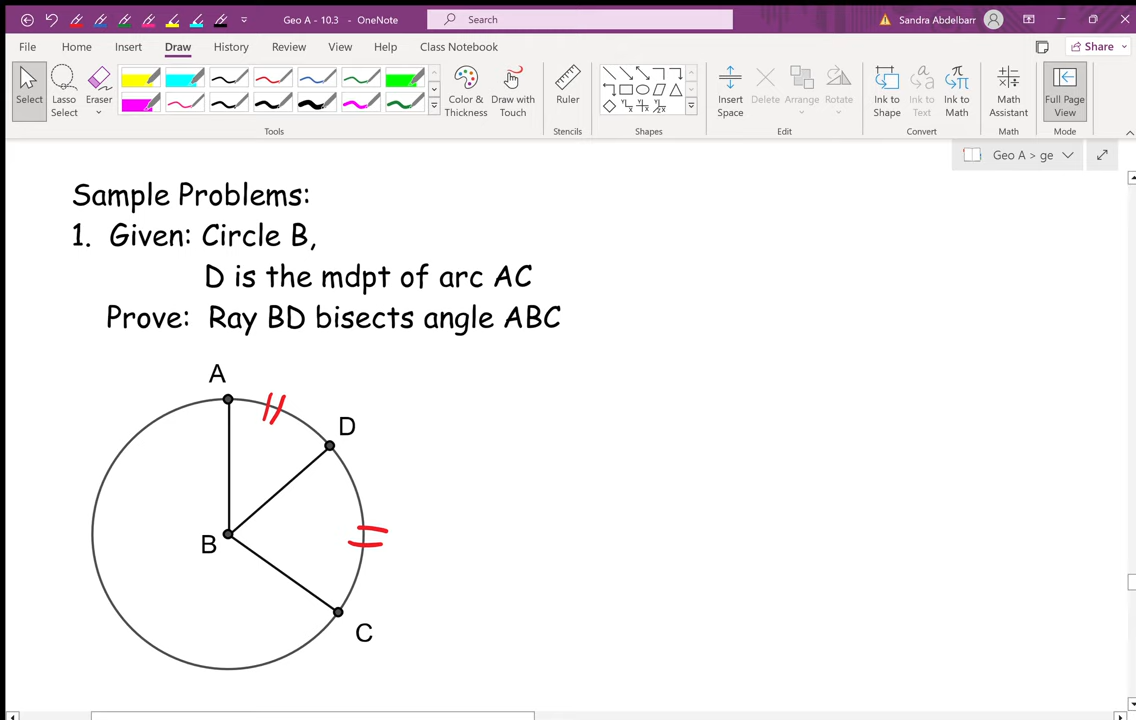 Geo A - 10.3 - OneNote
Search
Sandra Abdelbarr
File Home Insert Draw History Review View Help Class Notebook
Share
Select
Lasso Select
Eraser
Color & Thickness
Draw with Touch
Ruler
Insert Space
Delete
Arrange
Rotate
Ink to Shape
Ink to Text
Ink to Math
Math Assistant
Full Page View
Tools Stencils Shapes Edit Convert Math Mode
Geo A > ge
Sample Problems:
1. Given: Circle B,
D is the mdpt of arc AC
Prove: Ray BD bisects angle ABC
A
D
B
C